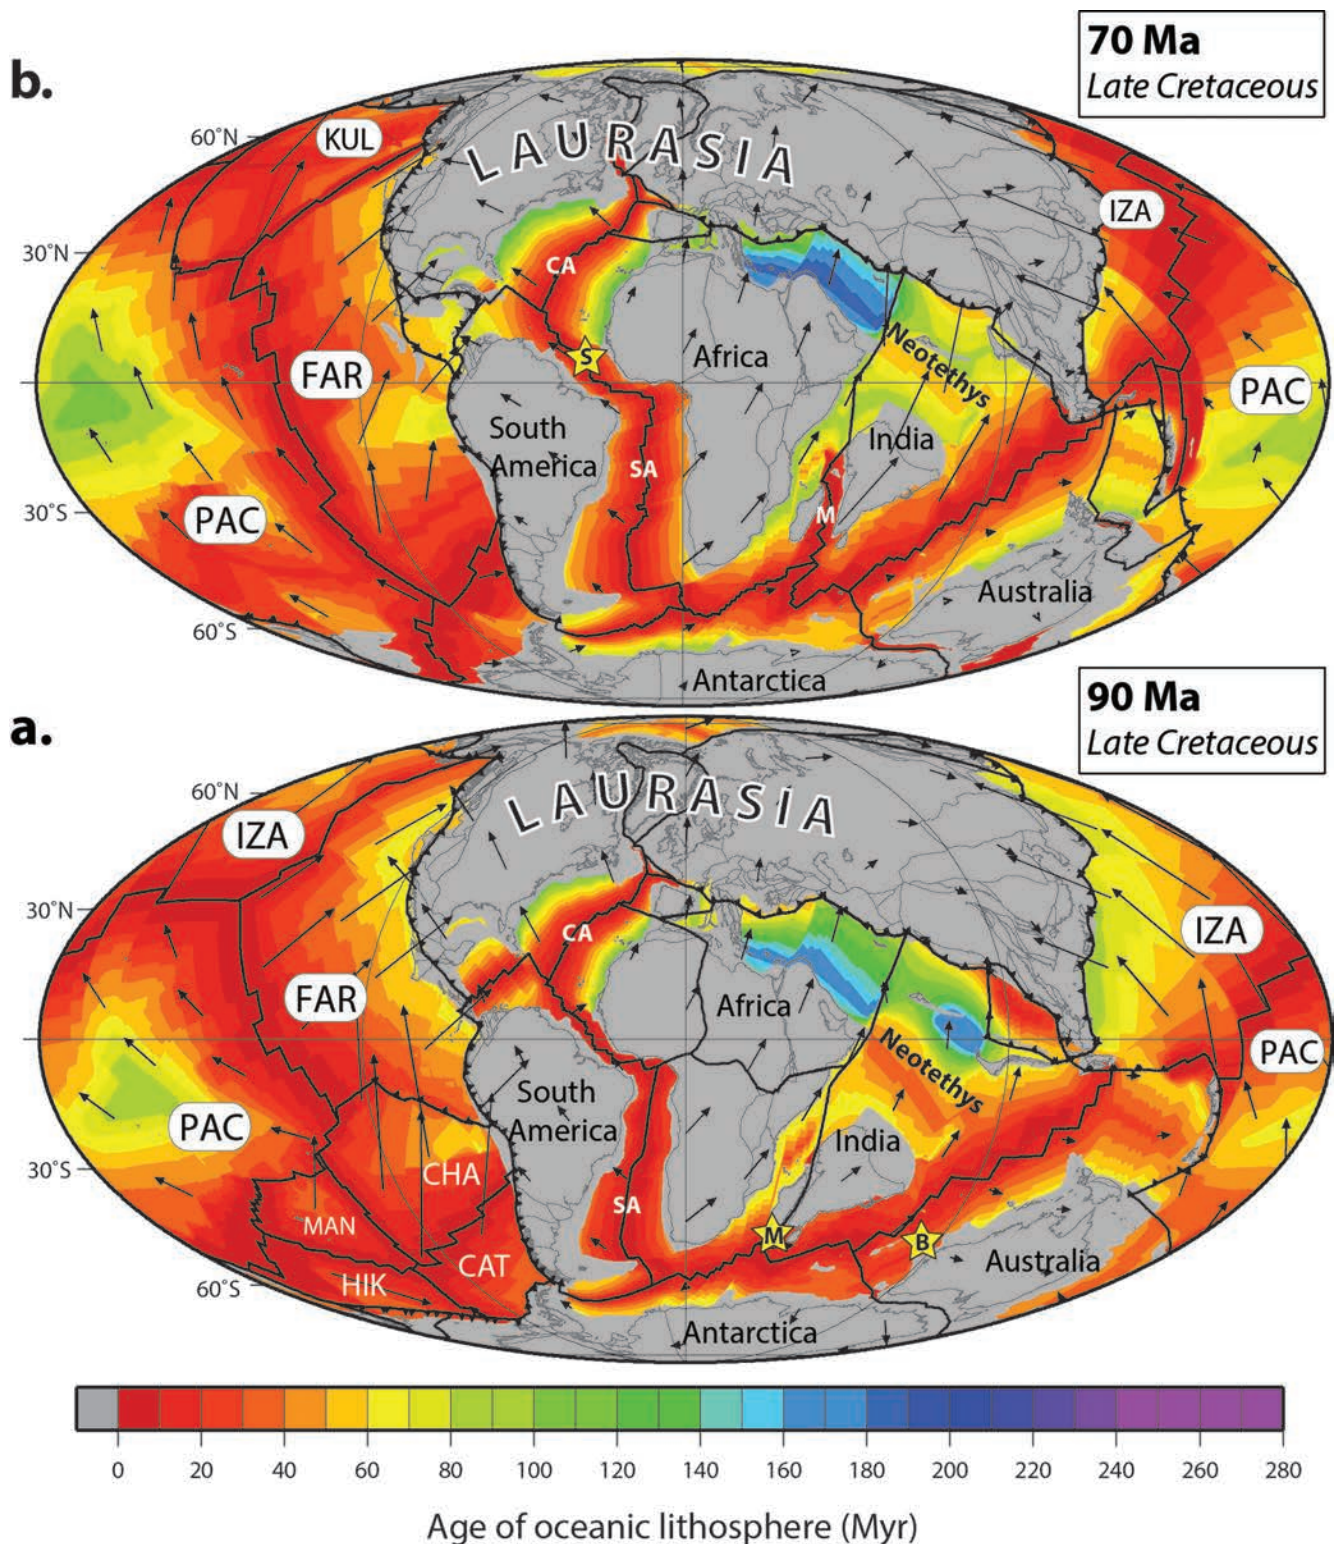 b.
70 Ma
Late Cretaceous
60°N
30°N
30°S
60°S
KUL
LAURASIA
IZA
CA
S
FAR
Africa
Neotethys
PAC
South
America
India
SA
PAC
M
Australia
Antarctica
a.
90 Ma
Late Cretaceous
60°N
30°N
30°S
60°S
IZA
LAURASIA
CA
IZA
FAR
Africa
Neotethys
PAC
South
America
PAC
India
CHA
SA
MAN
M
B
CAT
HIK
Australia
Antarctica
0 20 40 60 80 100 120 140 160 180 200 220 240 260 280
Age of oceanic lithosphere (Myr)